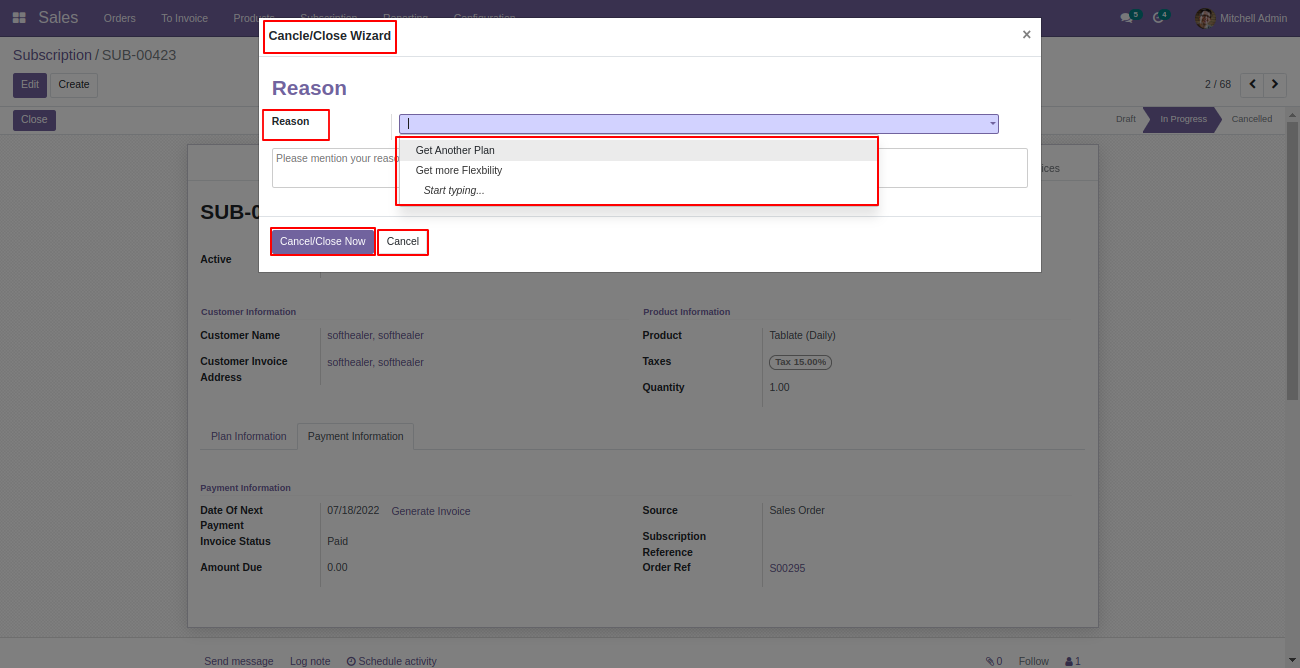 Sales Orders To Invoice Products Subscription Reporting Configuration 5 4 Mitchell Admin
Cancle/Close Wizard ×
Subscription / SUB-00423
Edit Create 2 / 68
Reason
Close Draft In Progress Cancelled
Reason
Please mention your reaso
Get Another Plan
Get more Flexbility
Start typing...
ices
SUB-0
Cancel/Close Now Cancel
Active
Customer Information Product Information
Customer Name softhealer, softhealer Product Tablate (Daily)
Customer Invoice softhealer, softhealer Taxes Tax 15.00%
Address
Quantity 1.00
Plan Information Payment Information
Payment Information
Date Of Next 07/18/2022 Generate Invoice Source Sales Order
Payment
Invoice Status Paid Subscription
Reference
Amount Due 0.00 Order Ref S00295
Send message Log note Schedule activity 0 Follow 1